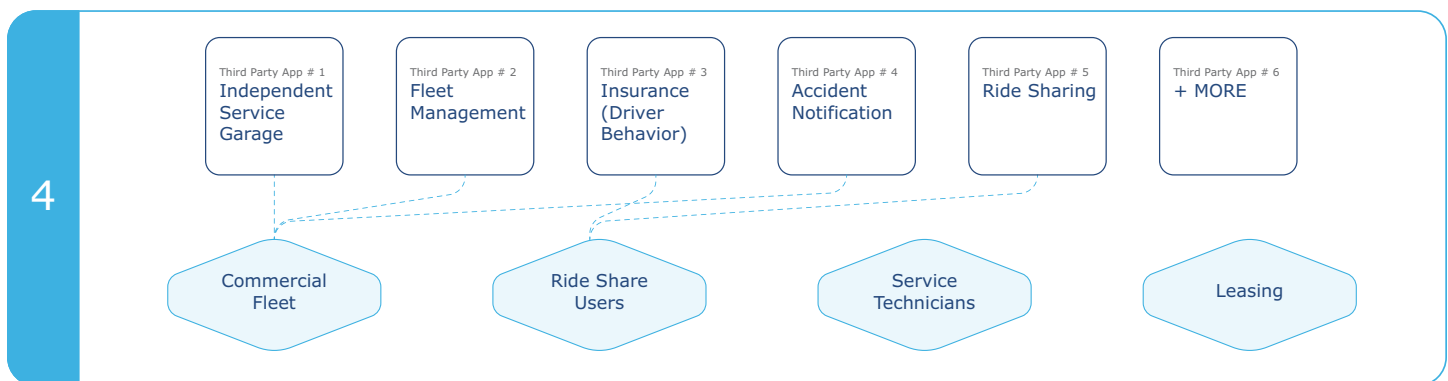 4
Third Party App # 1
Independent
Service
Garage
Third Party App # 2
Fleet
Management
Third Party App # 3
Insurance
(Driver
Behavior)
Third Party App # 4
Accident
Notification
Third Party App # 5
Ride Sharing
Third Party App # 6
+ MORE
Commercial
Fleet
Ride Share
Users
Service
Technicians
Leasing